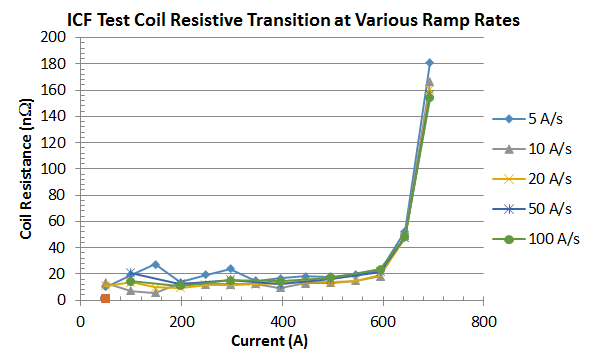 ICF Test Coil Resistive Transition at Various Ramp Rates
Coil Resistance (nΩ)
200
180
160
140
120
100
80
60
40
20
0
0 200 400 600 800
Current (A)
5 A/s
10 A/s
20 A/s
50 A/s
100 A/s